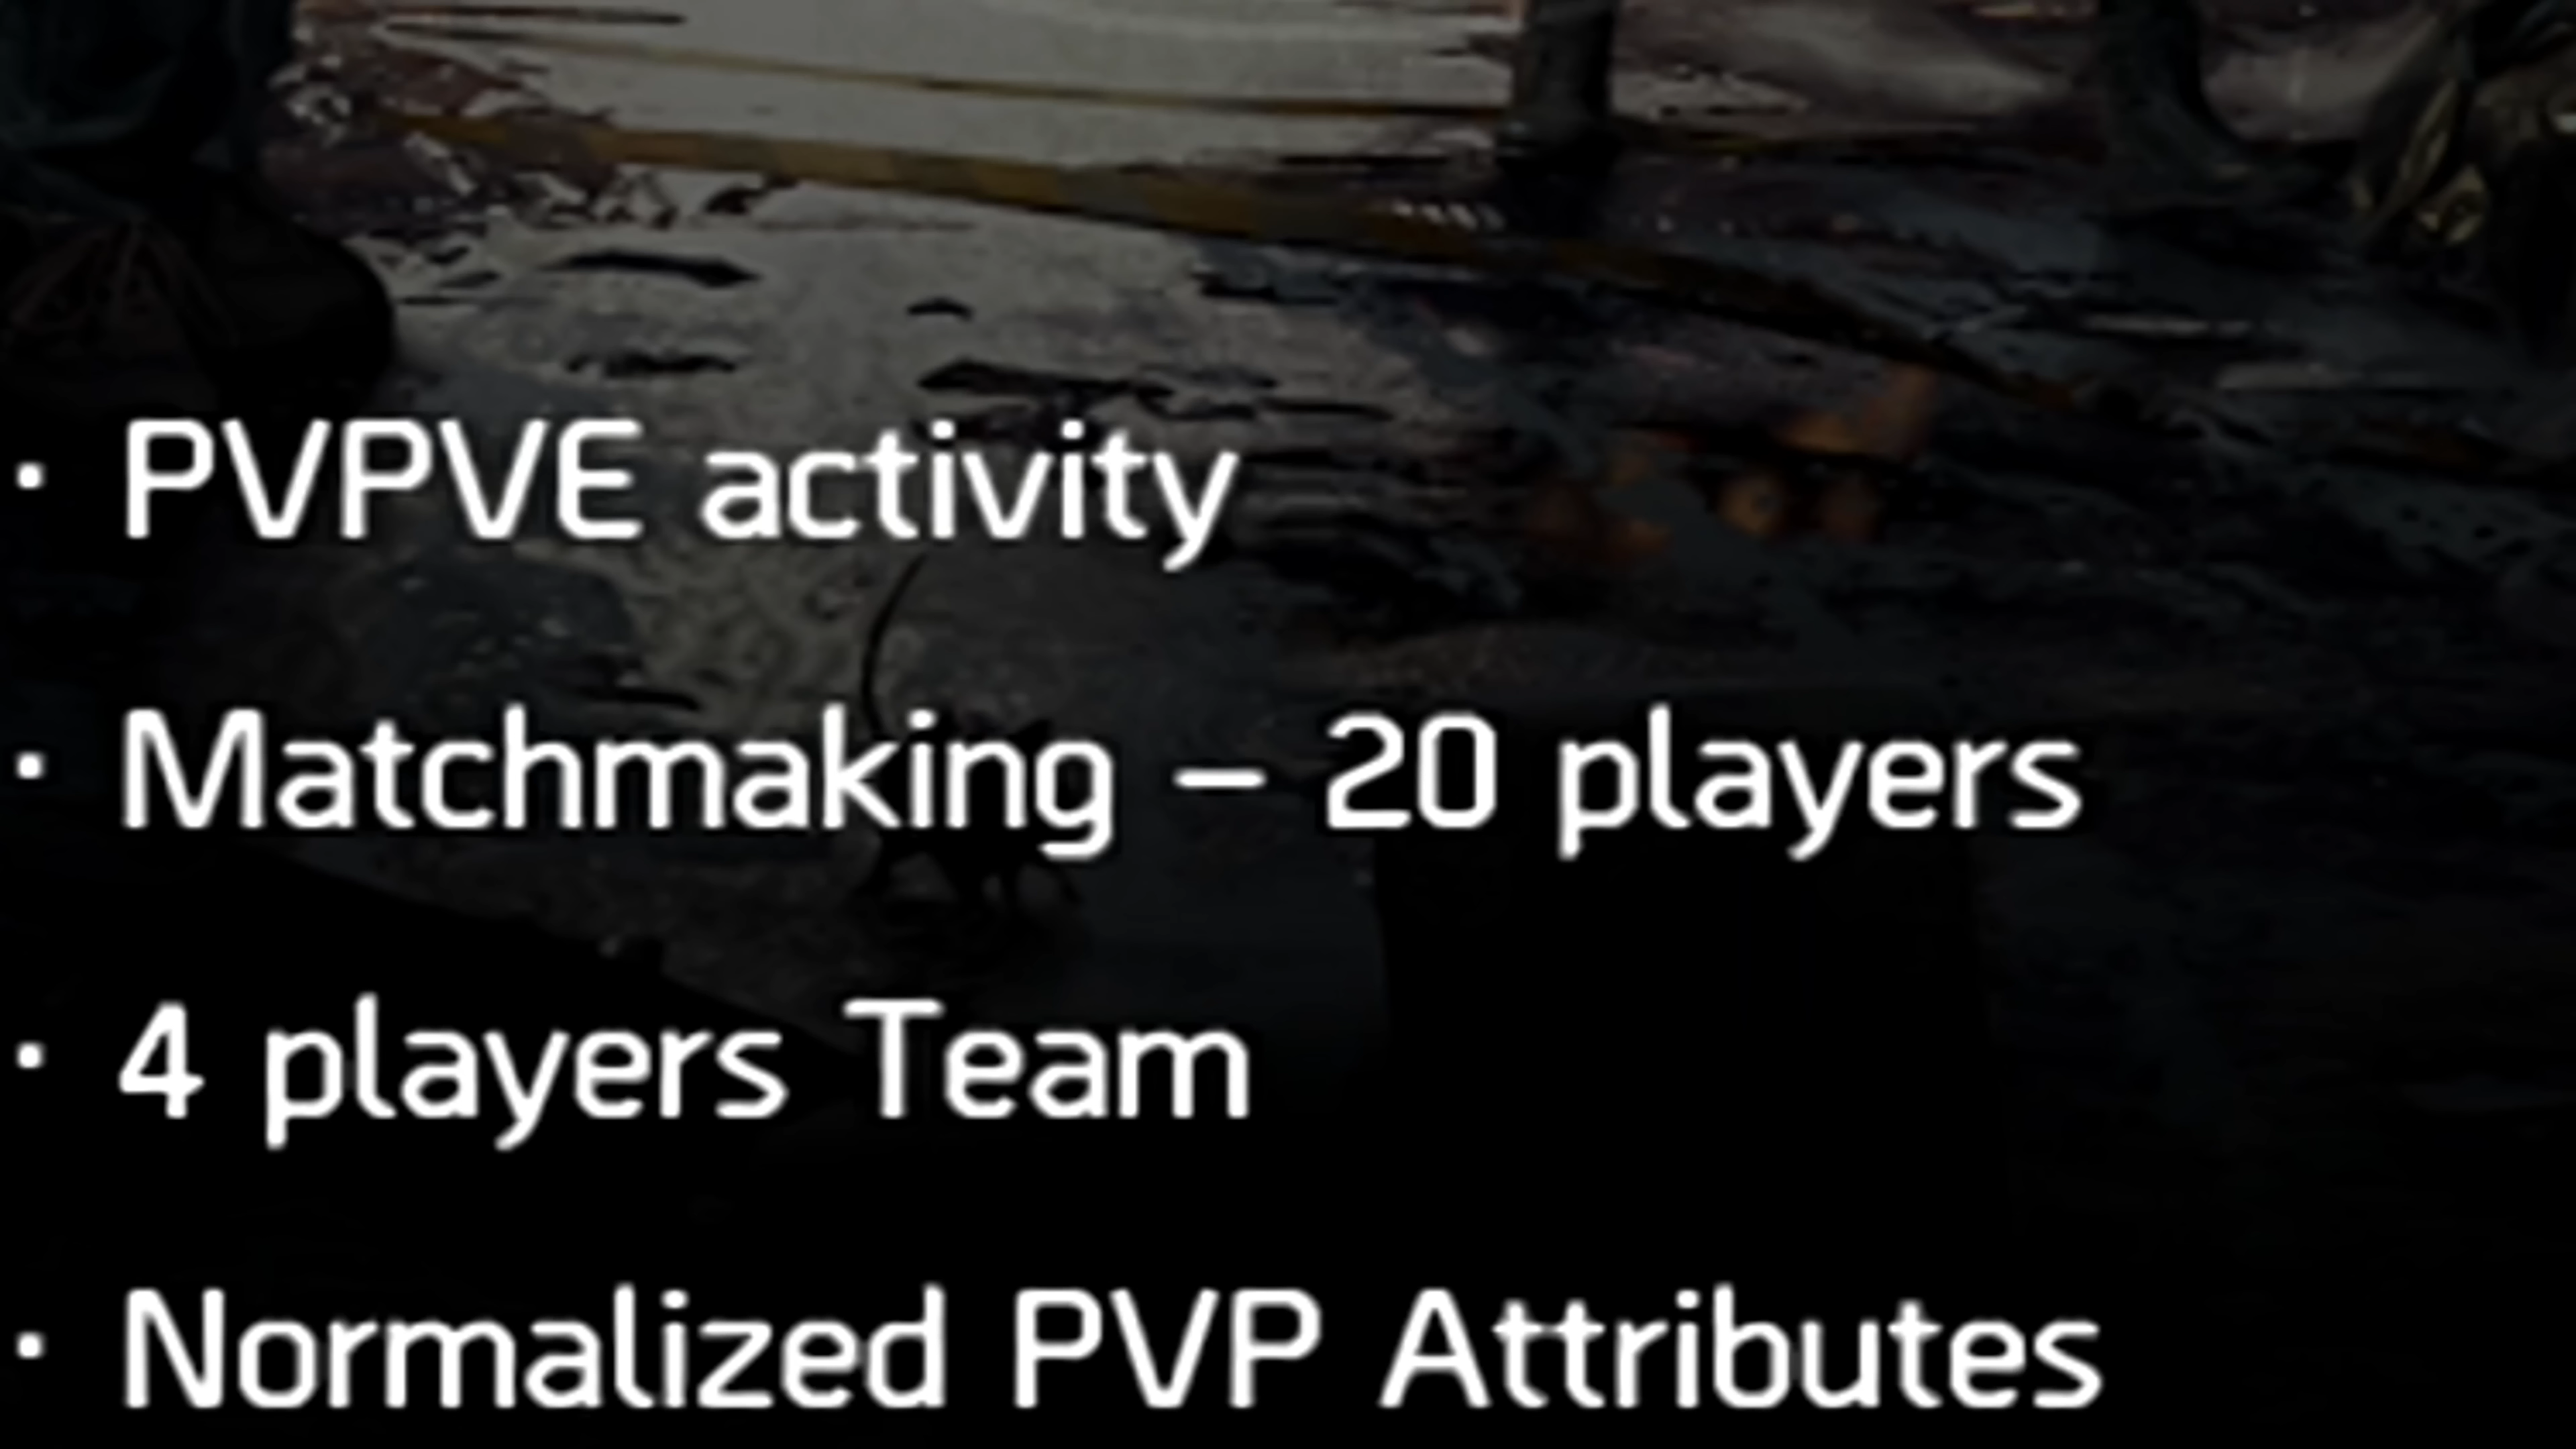 · PVPVE activity
· Matchmaking – 20 players
· 4 players Team
· Normalized PVP Attributes